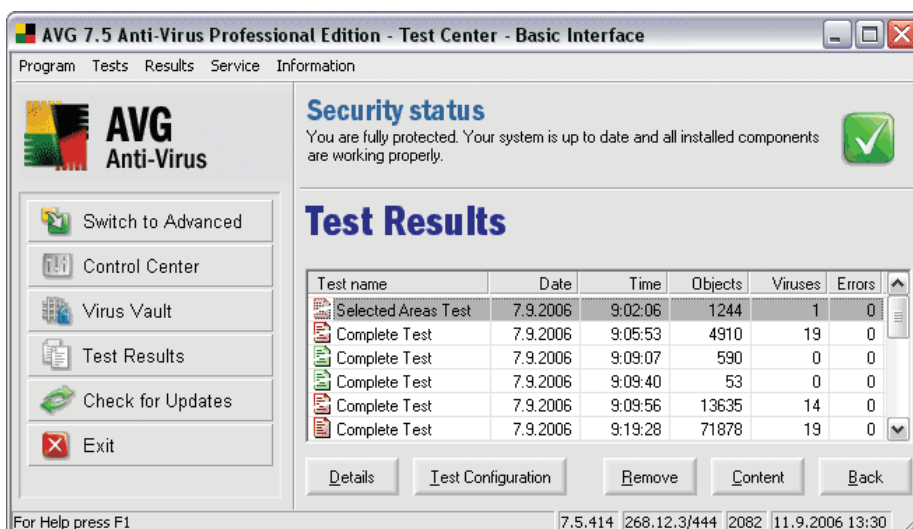 AVG 7.5 Anti-Virus Professional Edition - Test Center - Basic Interface
Program Tests Results Service Information
AVG
Anti-Virus
Switch to Advanced
Control Center
Virus Vault
Test Results
Check for Updates
Exit
Security status
You are fully protected. Your system is up to date and all installed components
are working properly.
Test Results
Test name Date Time Objects Viruses Errors
Selected Areas Test 7.9.2006 9:02:06 1244 1 0
Complete Test 7.9.2006 9:05:53 4910 19 0
Complete Test 7.9.2006 9:09:07 590 0 0
Complete Test 7.9.2006 9:09:40 53 0 0
Complete Test 7.9.2006 9:09:56 13635 14 0
Complete Test 7.9.2006 9:19:28 71878 19 0
Details Test Configuration Remove Content Back
For Help press F1 7.5.414 268.12.3/444 2082 11.9.2006 13:30